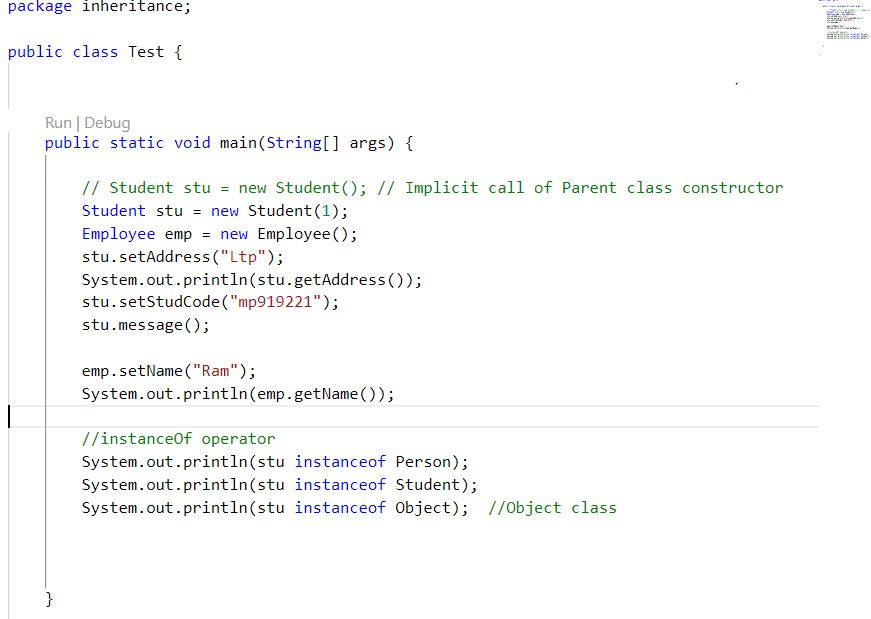 package inheritance;
public class Test {
Run | Debug
public static void main(String[] args) {
// Student stu = new Student(); // Implicit call of Parent class constructor
Student stu = new Student(1);
Employee emp = new Employee();
stu.setAddress("Ltp");
System.out.println(stu.getAddress());
stu.setStudCode("mp919221");
stu.message();
emp.setName("Ram");
System.out.println(emp.getName());
//instanceOf operator
System.out.println(stu instanceof Person);
System.out.println(stu instanceof Student);
System.out.println(stu instanceof Object);  //Object class
}